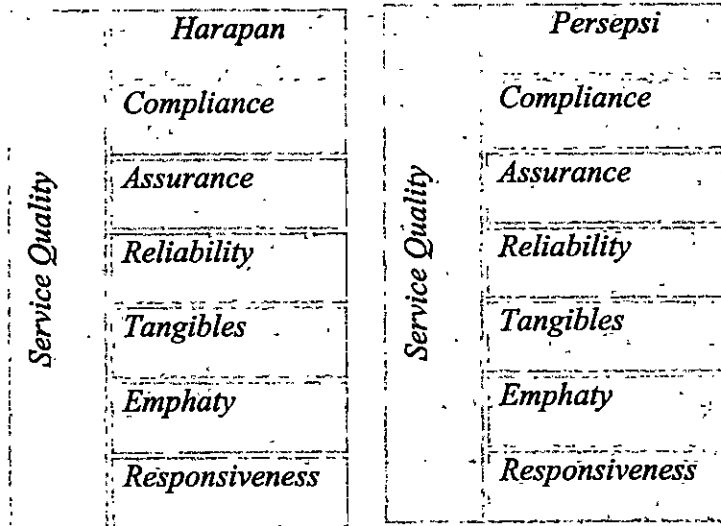 Harapan
Compliance
Assurance
Reliability
Tangibles
Emphaty
Responsiveness
Service Quality
Persepsi
Compliance
Assurance
Reliability
Tangibles
Emphaty
Responsiveness
Service Quality